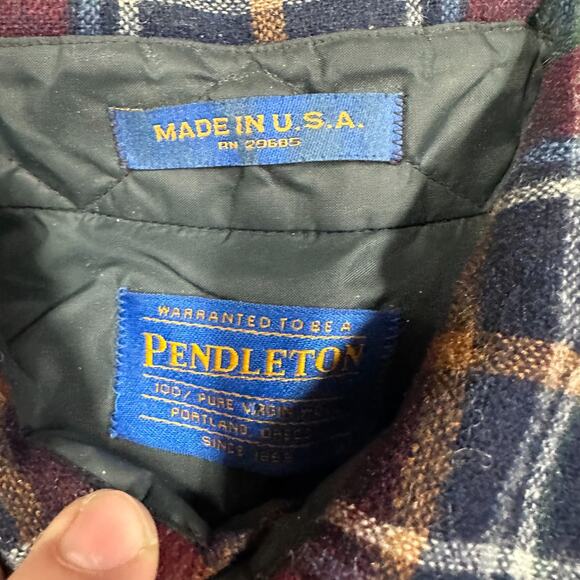 MADE IN U.S.A.
RN 29685
WARRANTED TO BE A
PENDLETON
100% PURE VIRGIN
PORTLAND,
SINCE